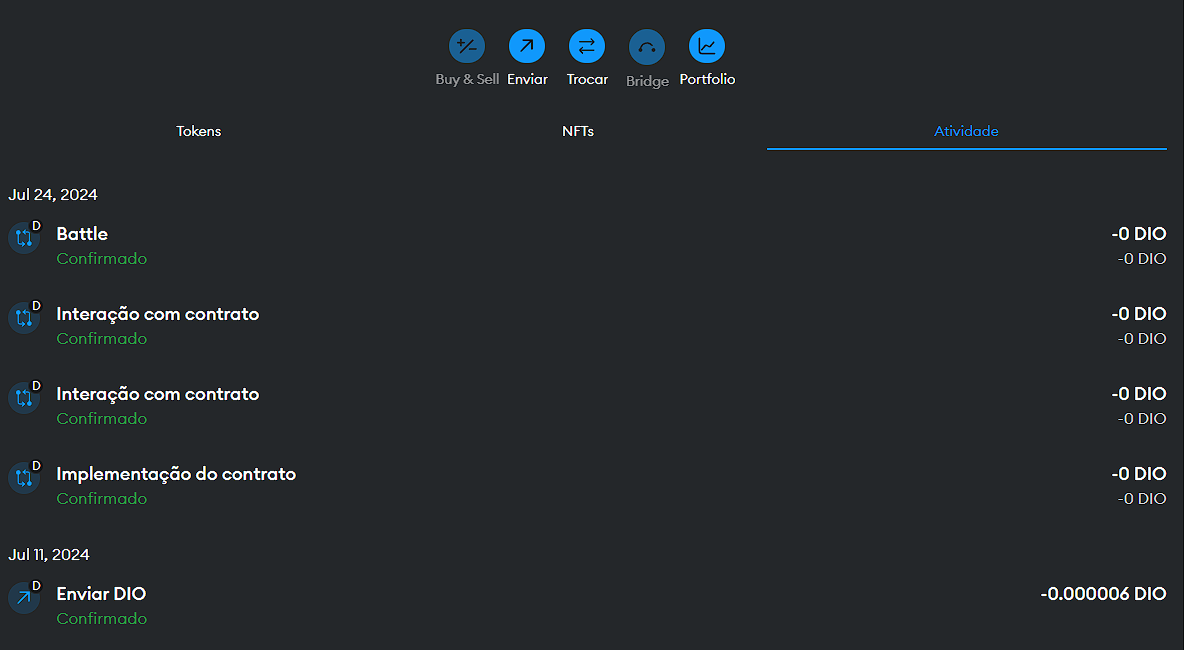 Buy & Sell Enviar Trocar Bridge Portfolio
Tokens NFTs Atividade
Jul 24, 2024
D
Battle -0 DIO
Confirmado -0 DIO
D
Interação com contrato -0 DIO
Confirmado -0 DIO
D
Interação com contrato -0 DIO
Confirmado -0 DIO
D
Implementação do contrato -0 DIO
Confirmado -0 DIO
Jul 11, 2024
D
Enviar DIO -0.000006 DIO
Confirmado